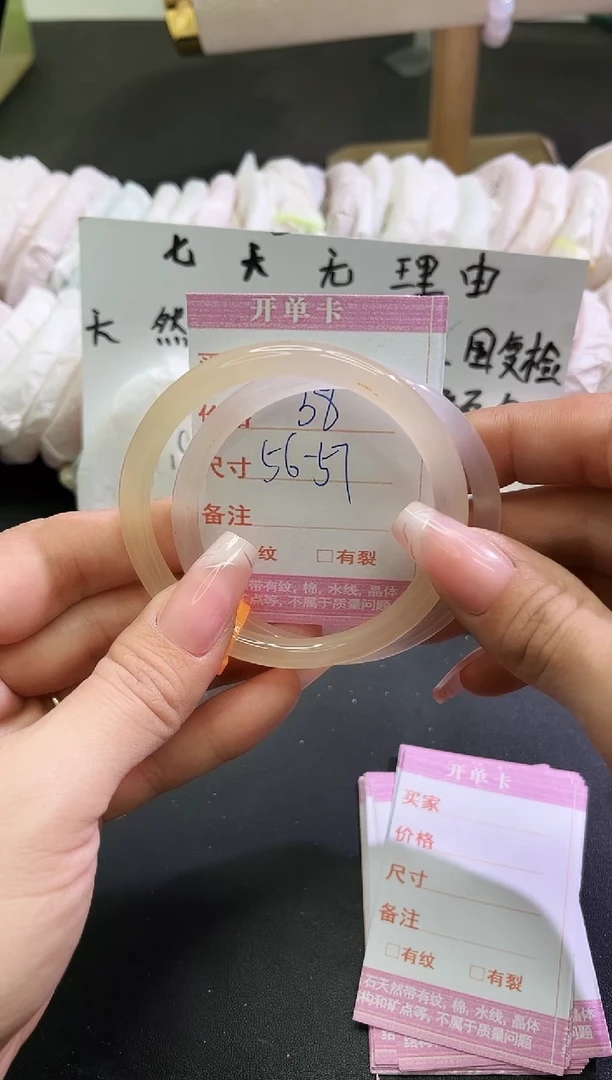 七天无理由
天然
国复检
开单卡
价格 58
尺寸 56-57
备注
纹 □有裂
带有纹, 棉, 水线, 晶体
点等, 不属于质量问题
开单卡
买家
价格
尺寸
备注
□有纹 □有裂
石天然带有纹, 棉, 水线, 晶体
构和矿点等, 不属于质量问题